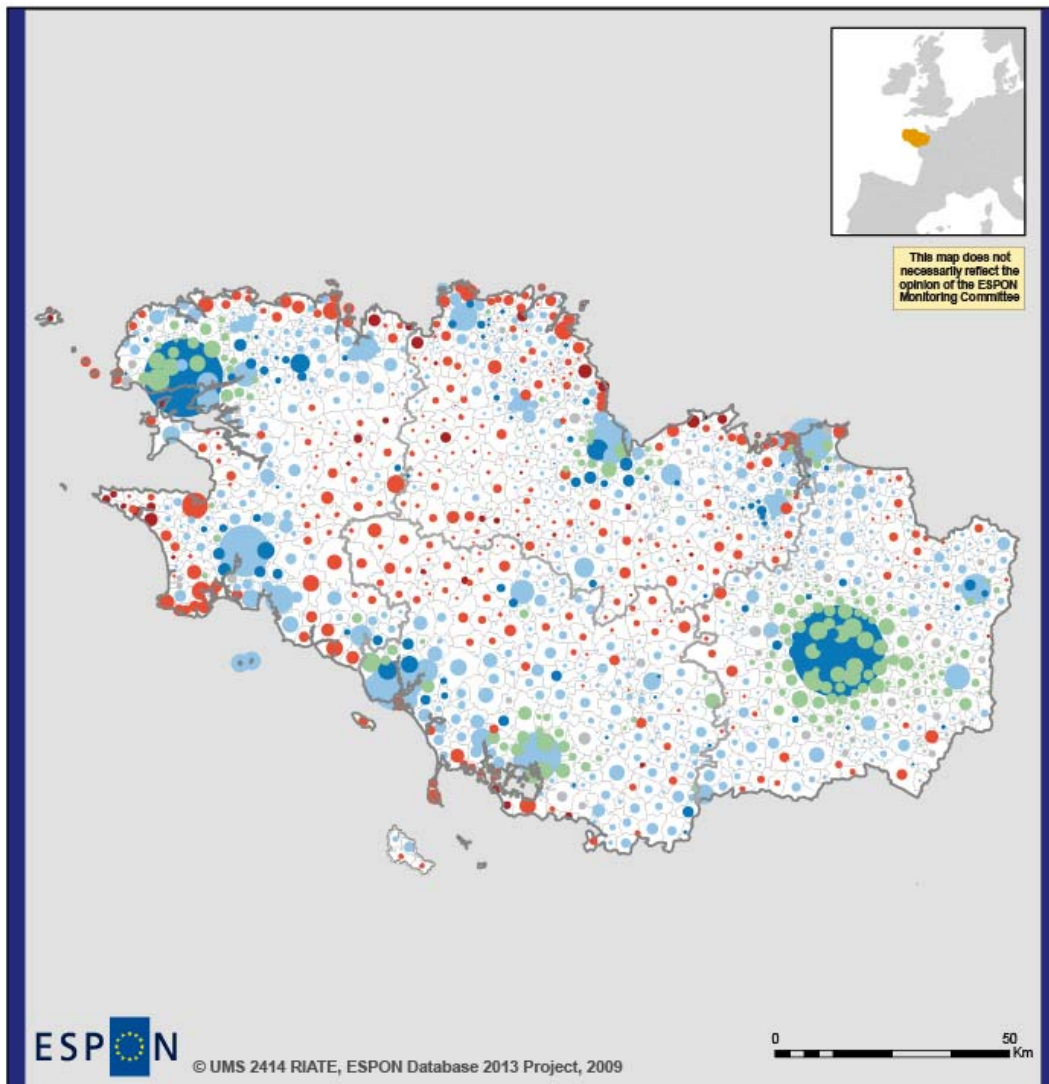 This map does not
necessarily reflect the
opinion of the ESPON
Monitoring Committee
ESPON
© UMS 2414 RIATE, ESPON Database 2013 Project, 2009
0 50
Km